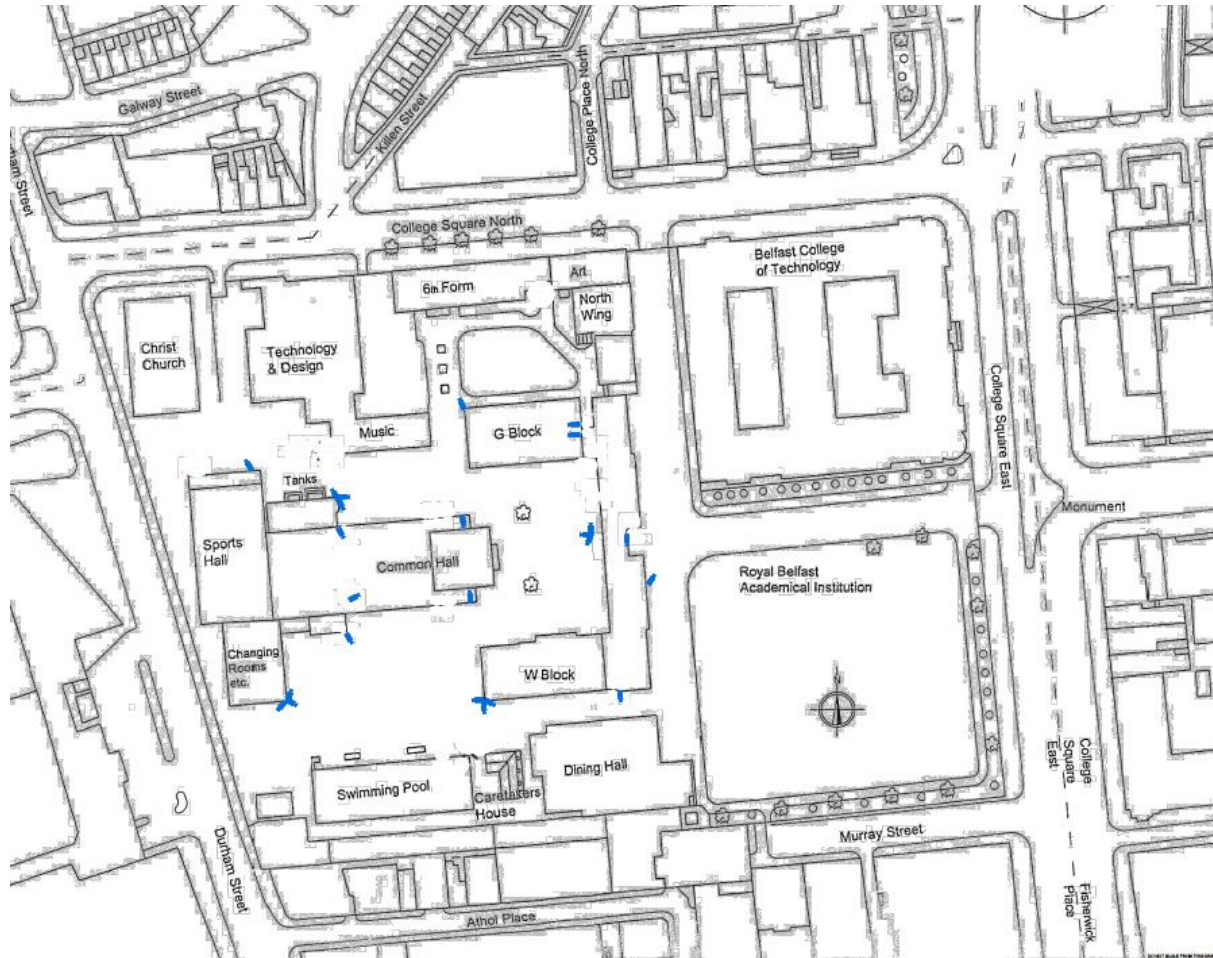 Galway Street
Killen Street
College Place North
ham Street
College Square North
6th Form
Art
North
Wing
Belfast College
of Technology
Christ
Church
Technology
& Design
College Square East
Music
G Block
Tanks
Monument
Sports
Hall
Common Hall
Royal Belfast
Academical Institution
Changing
Rooms
etc.
W Block
N
Dining Hall
College
Square
East
Swimming Pool
Caretakers
House
Murray Street
Durham Street
Athol Place
Fisherwick
Place